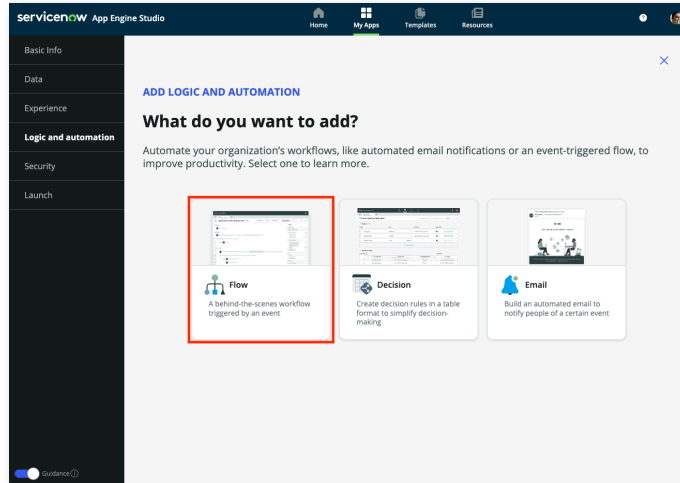 servicenow App Engine Studio
Home
My Apps
Templates
Resources
Basic Info
Data
Experience
Logic and automation
Security
Launch
ADD LOGIC AND AUTOMATION
What do you want to add?
Automate your organization's workflows, like automated email notifications or an event-triggered flow, to
improve productivity. Select one to learn more.
Flow
A behind-the-scenes workflow
triggered by an event
Decision
Create decision rules in a table
format to simplify decision-
making
Email
Build an automated email to
notify people of a certain event
Guidance